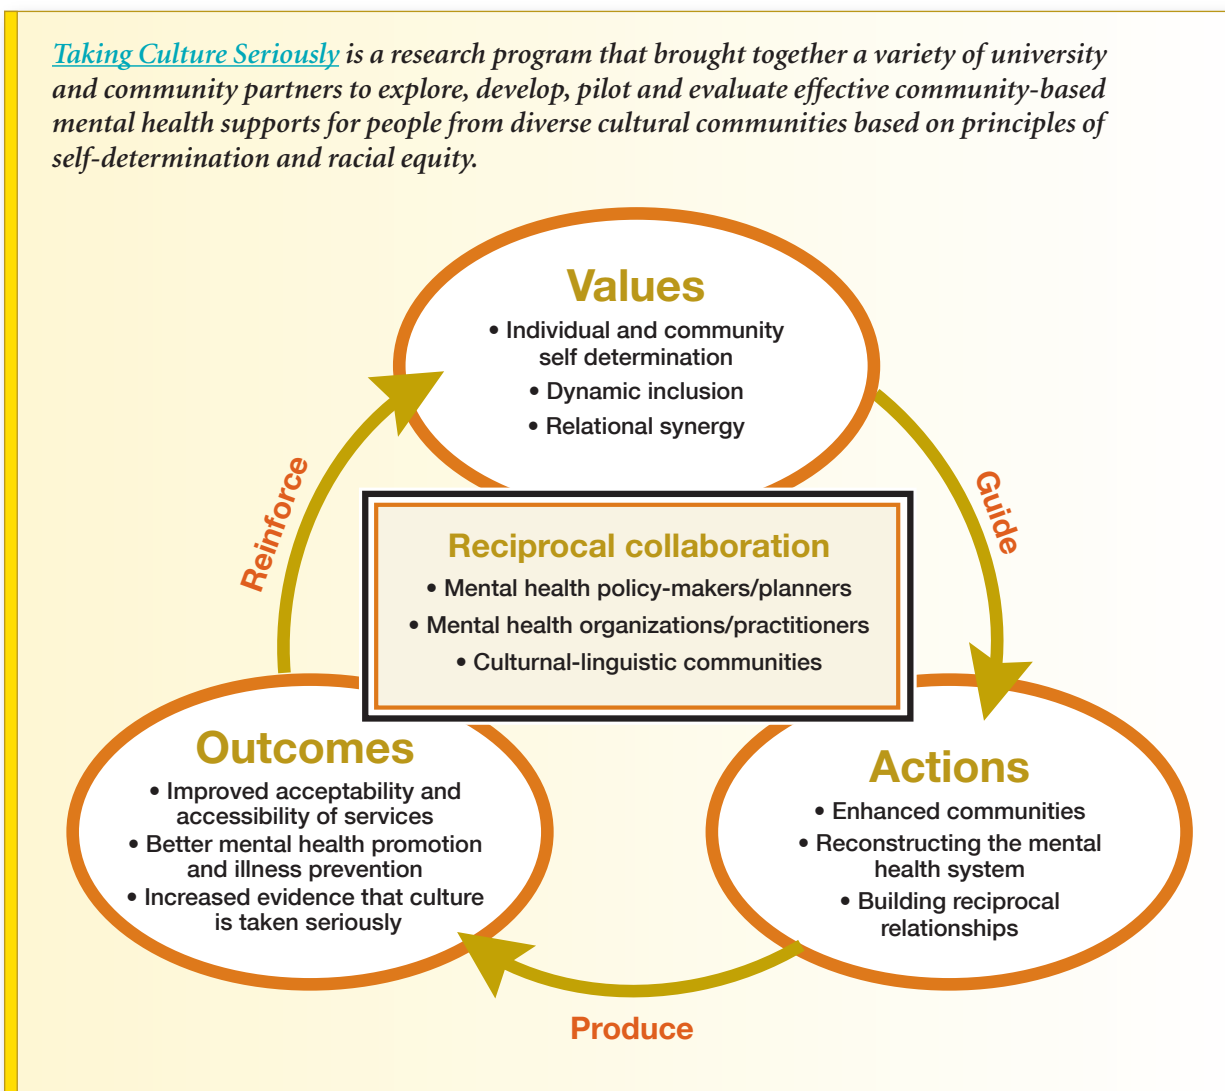 Taking Culture Seriously is a research program that brought together a variety of university
and community partners to explore, develop, pilot and evaluate effective community-based
mental health supports for people from diverse cultural communities based on principles of
self-determination and racial equity.
Values
• Individual and community
self determination
• Dynamic inclusion
• Relational synergy
Reinforce
Guide
Reciprocal collaboration
• Mental health policy-makers/planners
• Mental health organizations/practitioners
• Culturnal-linguistic communities
Outcomes
• Improved acceptability and
accessibility of services
• Better mental health promotion
and illness prevention
• Increased evidence that culture
is taken seriously
Actions
• Enhanced communities
• Reconstructing the mental
health system
• Building reciprocal
relationships
Produce